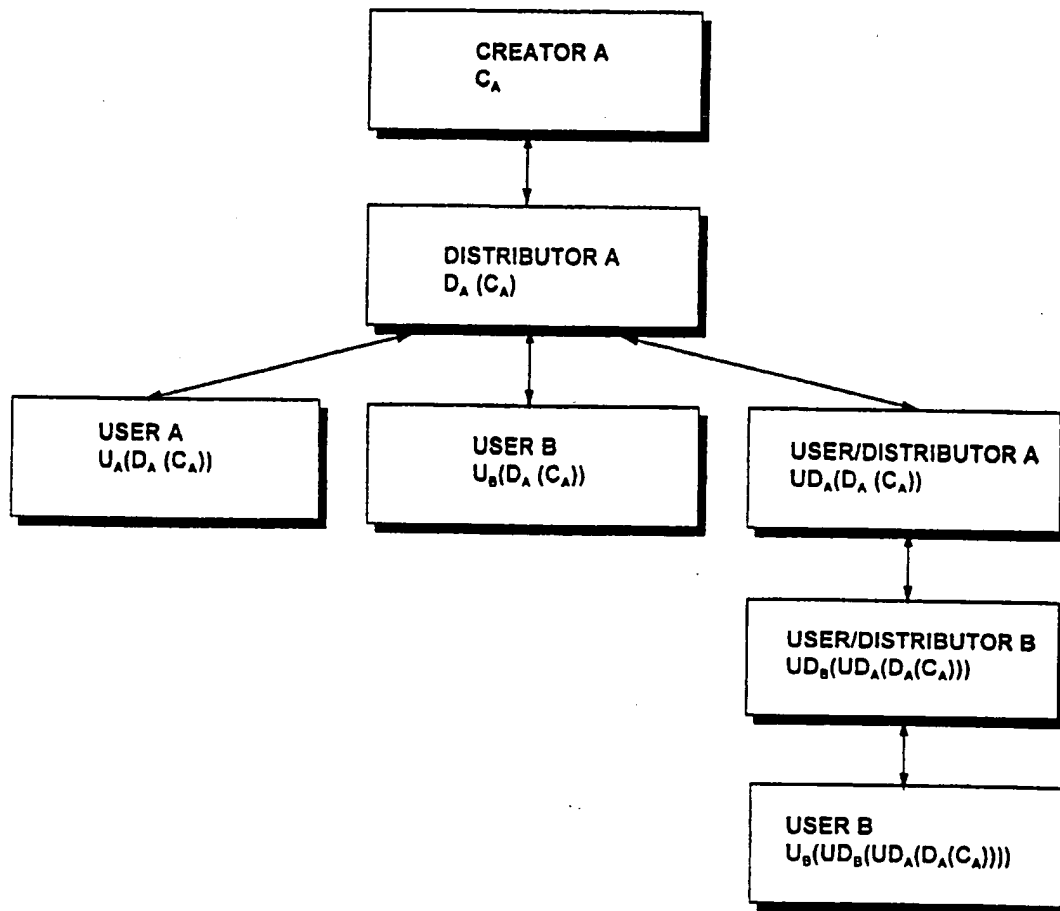 CREATOR A
C_A
DISTRIBUTOR A
D_A (C_A)
USER A
U_A(D_A (C_A))
USER B
U_B(D_A (C_A))
USER/DISTRIBUTOR A
UD_A(D_A (C_A))
USER/DISTRIBUTOR B
UD_B(UD_A(D_A(C_A)))
USER B
U_B(UD_B(UD_A(D_A(C_A))))